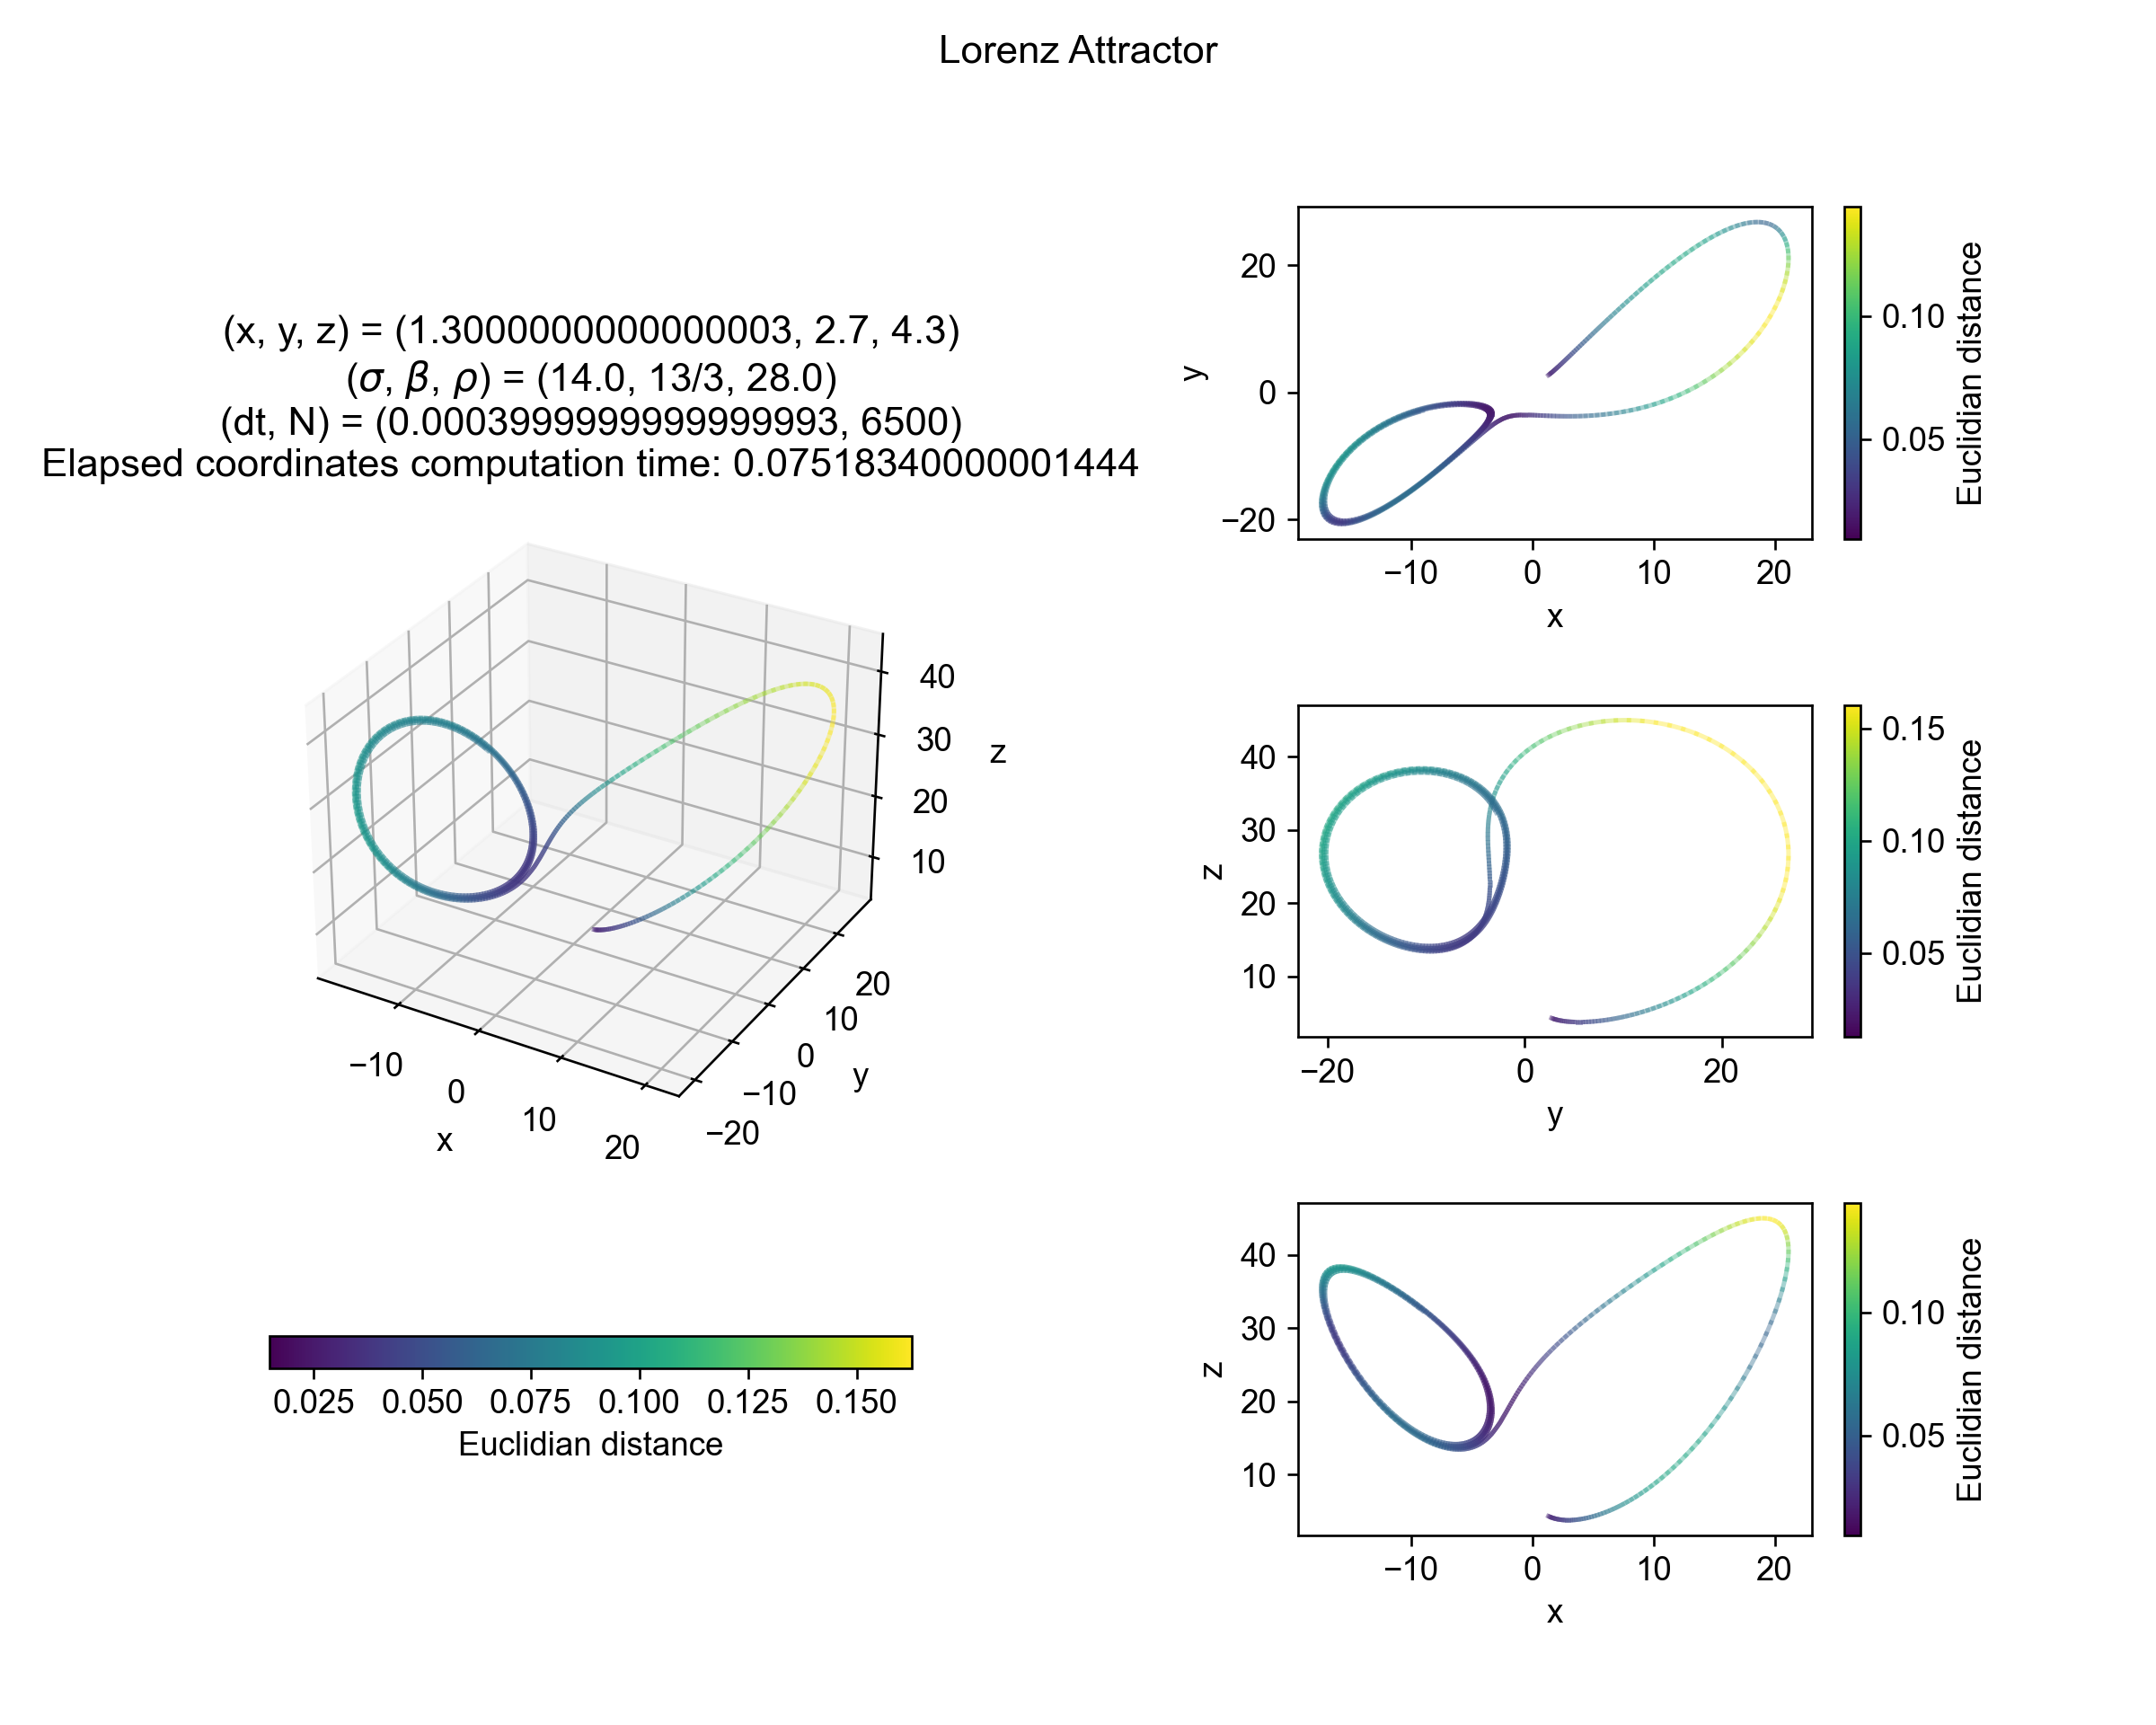 Lorenz Attractor
(x, y, z) = (1.3000000000000003, 2.7, 4.3)
(σ, β, ρ) = (14.0, 13/3, 28.0)
(dt, N) = (0.00039999999999999993, 6500)
Elapsed coordinates computation time: 0.07518340000001444
40
30
20
10
z
−10
0
10
20
x
−20
−10
0
10
20
y
0.025 0.050 0.075 0.100 0.125 0.150
Euclidian distance
20
0
−20
y
−10 0 10 20
x
0.10
0.05
Euclidian distance
40
30
20
10
z
−20 0 20
y
0.15
0.10
0.05
Euclidian distance
40
30
20
10
z
−10 0 10 20
x
0.10
0.05
Euclidian distance